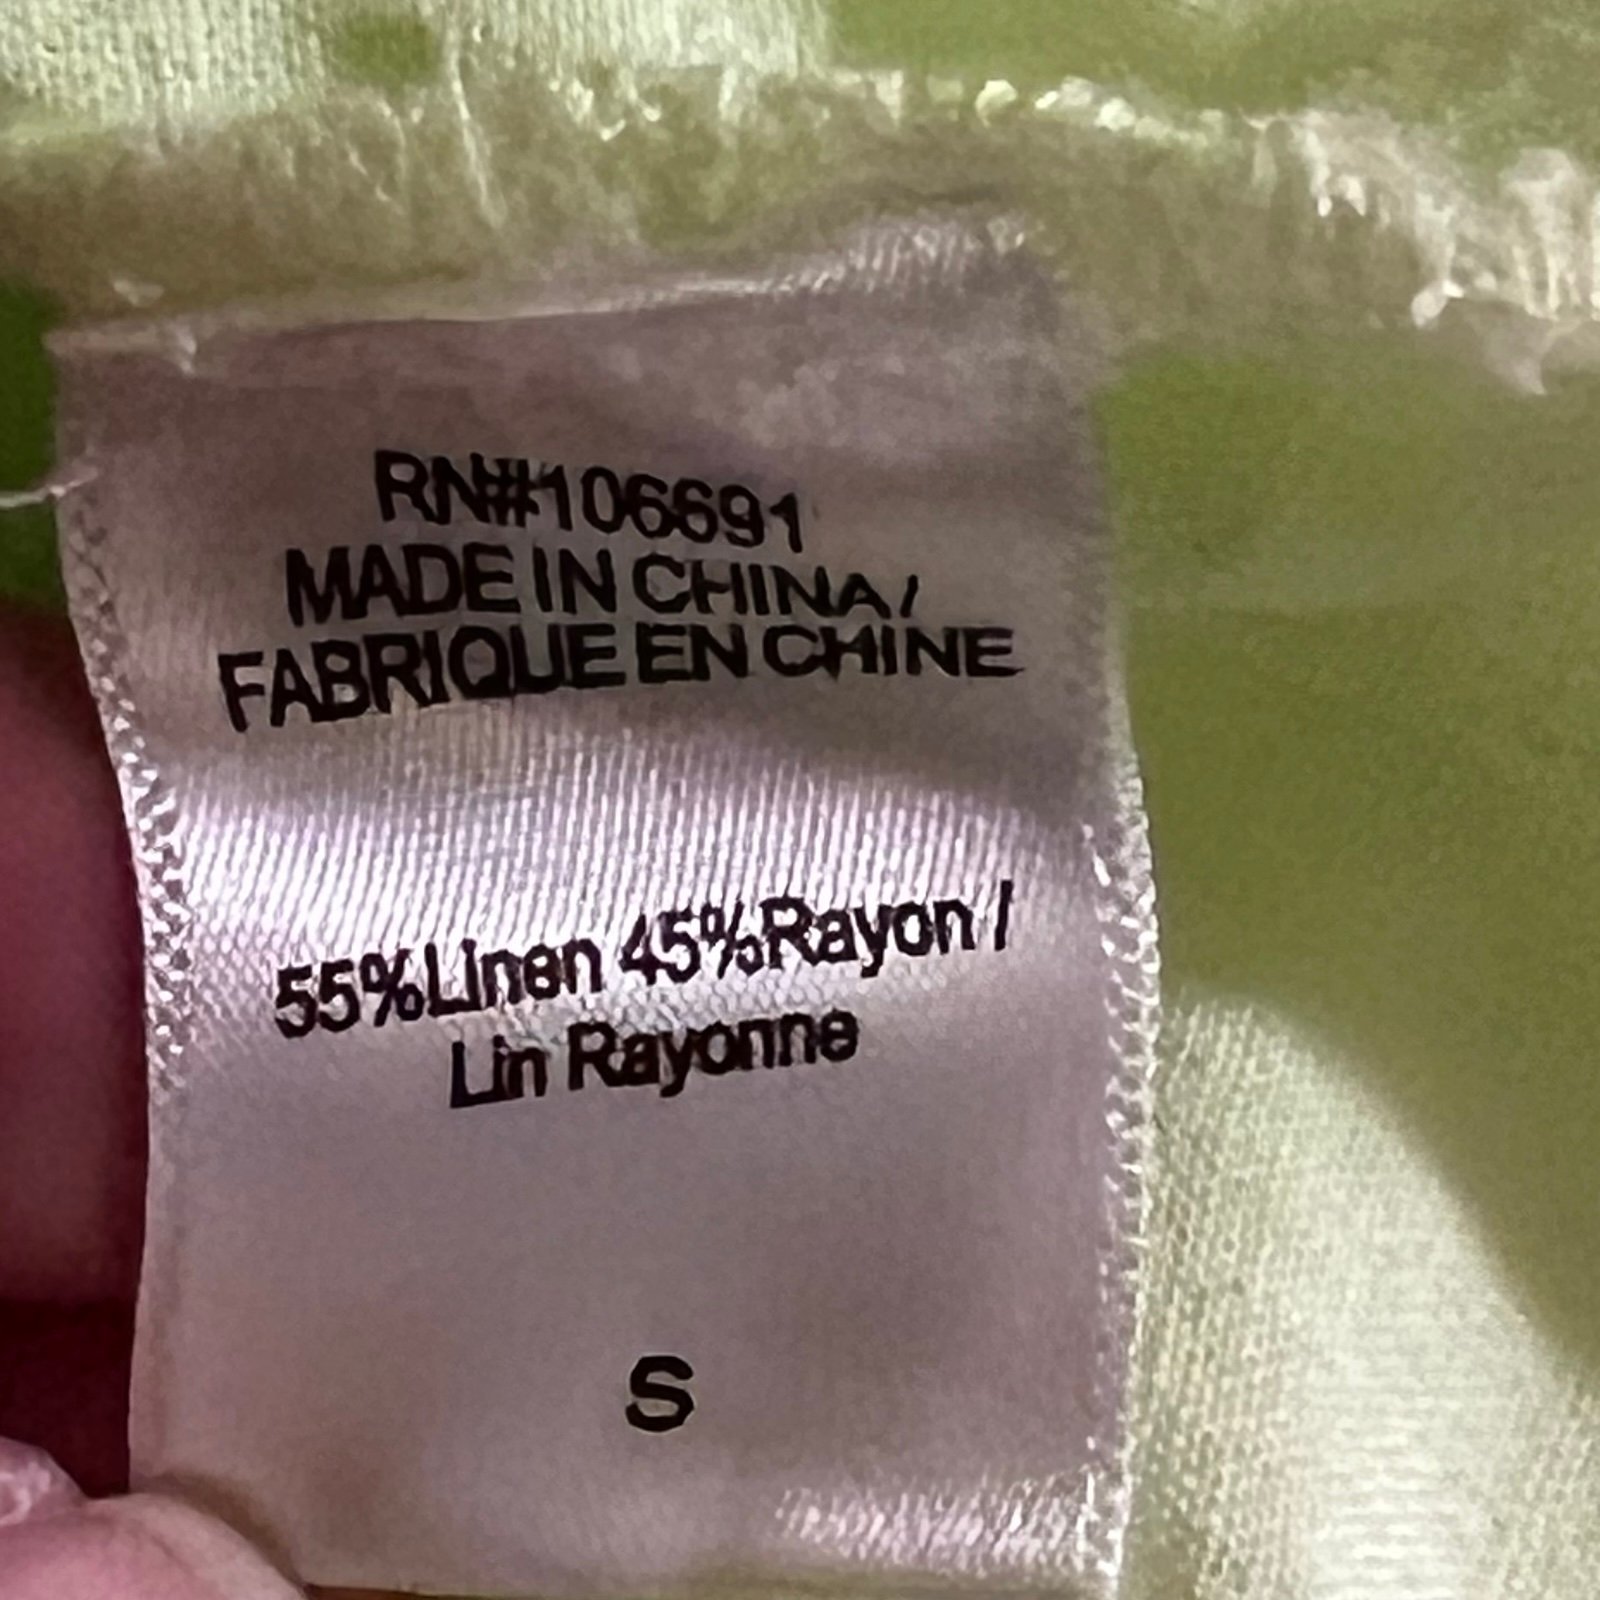 RN#106691
MADE IN CHINA/
FABRIQUE EN CHINE
55%Linen 45%Rayon /
Lin Rayonne
S